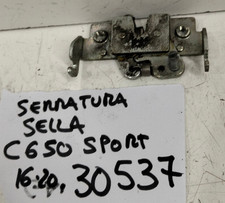 SERRATURA
SELLA
C650 SPORT
16.20, 30537